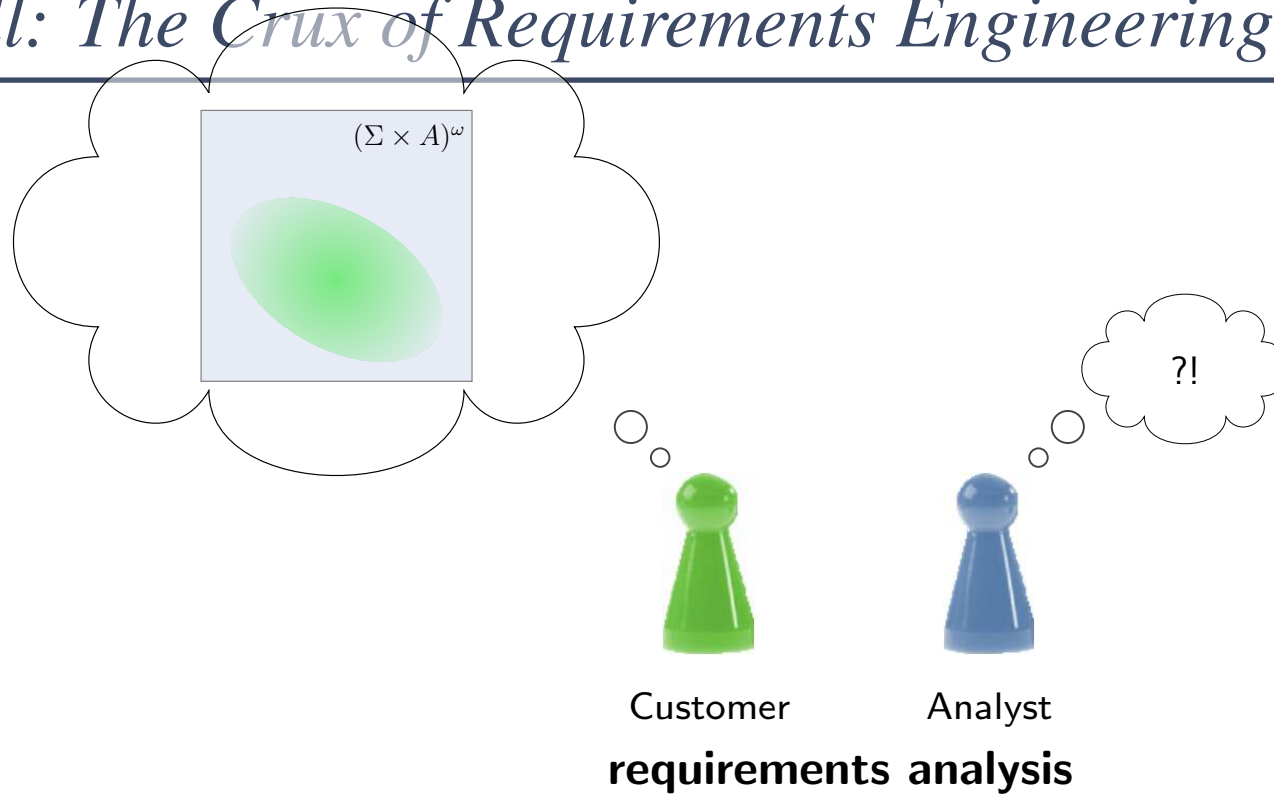 l: The Crux of Requirements Engineering
(Σ × A)^ω
?!
Customer
Analyst
requirements analysis